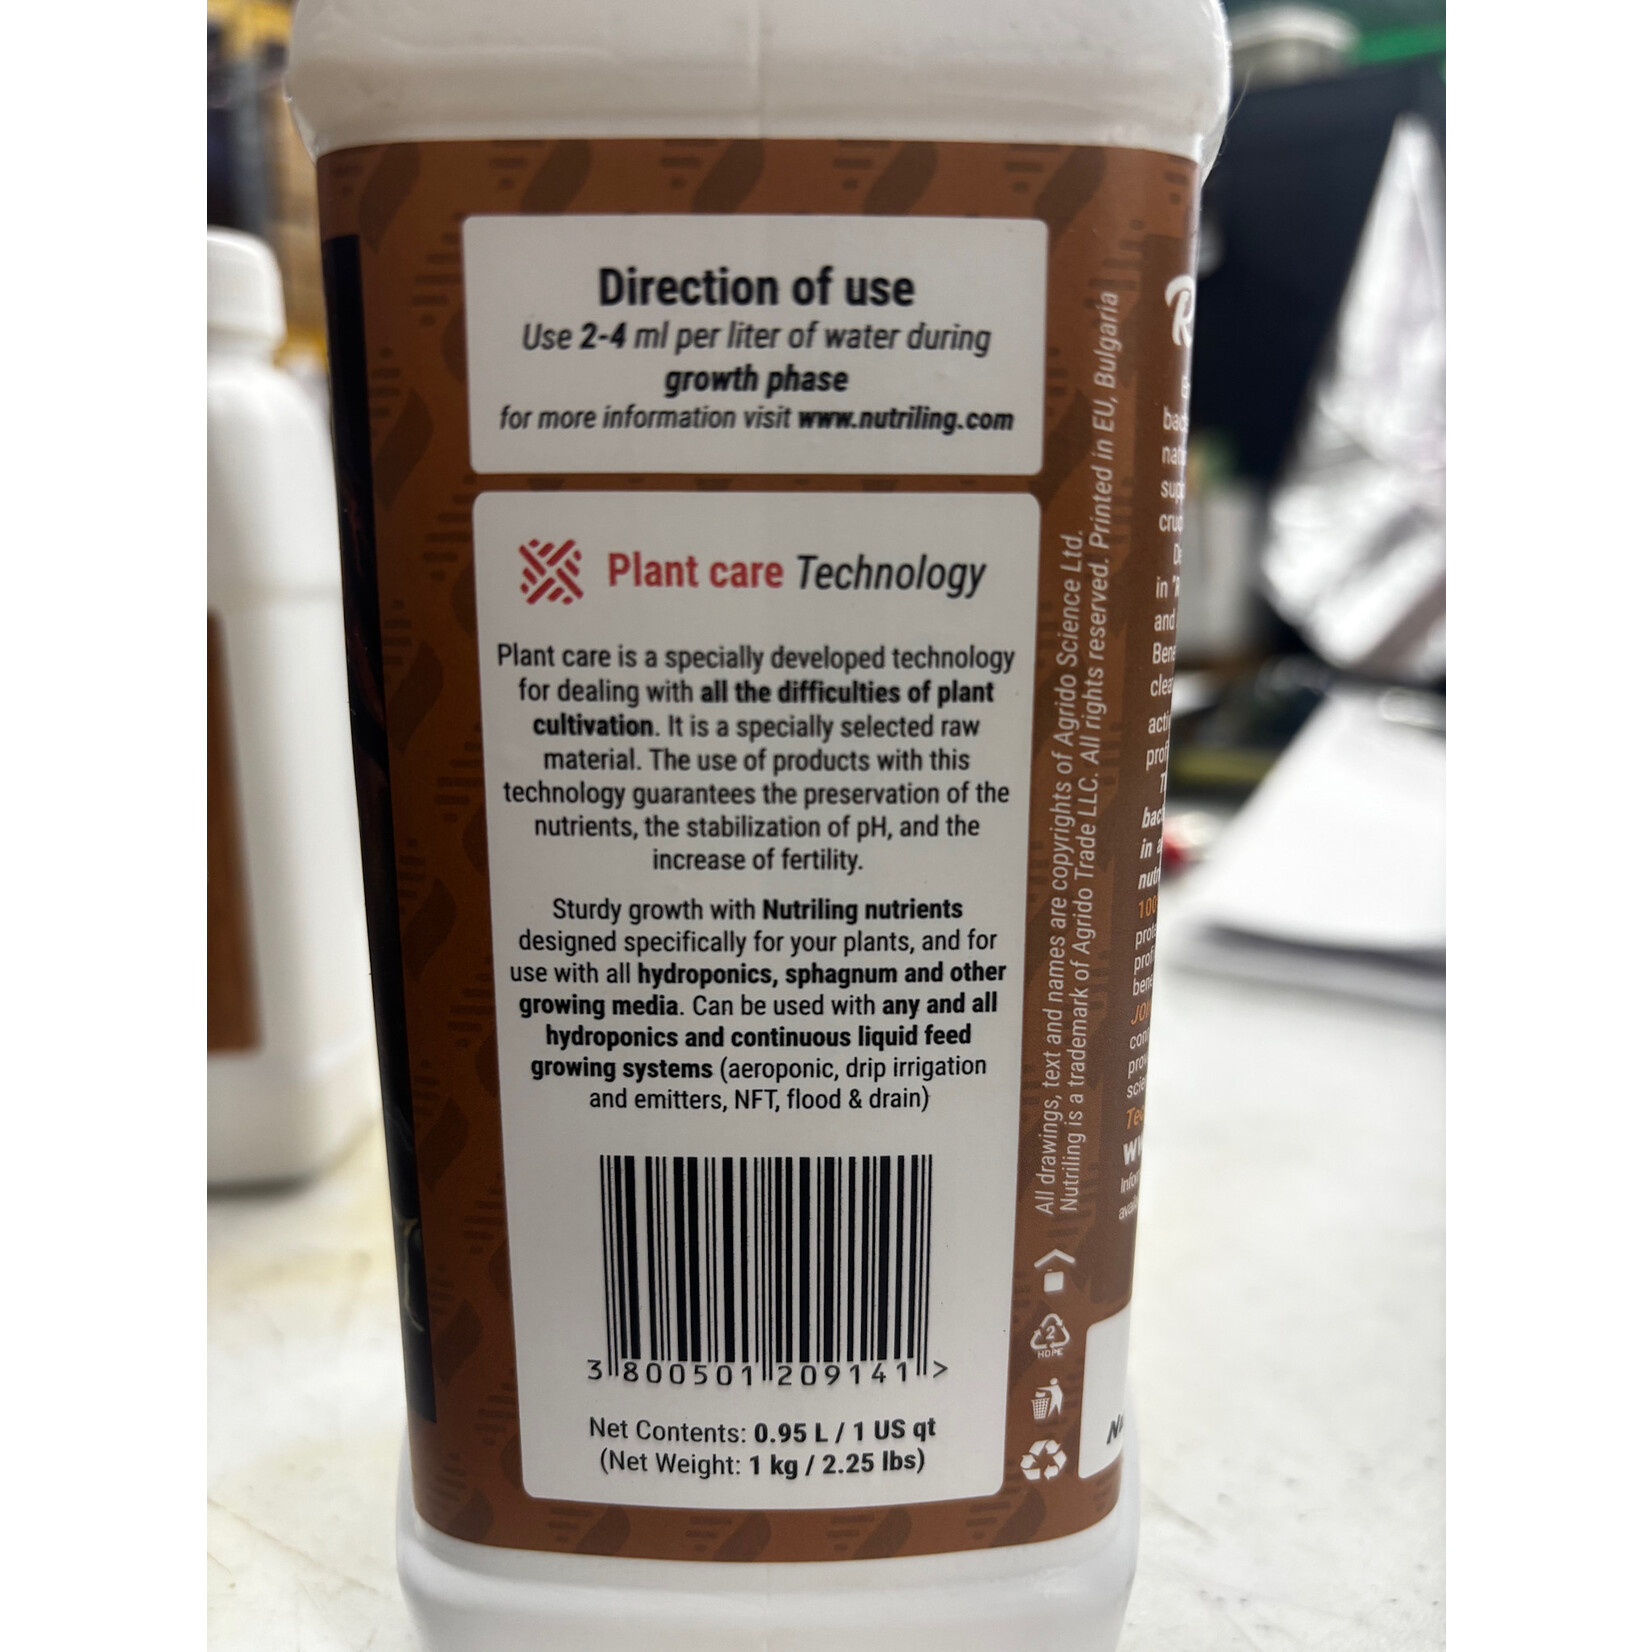 Direction of use
Use 2-4 ml per liter of water during
growth phase
for more information visit www.nutriling.com
Plant care Technology
Plant care is a specially developed technology
for dealing with all the difficulties of plant
cultivation. It is a specially selected raw
material. The use of products with this
technology guarantees the preservation of the
nutrients, the stabilization of pH, and the
increase of fertility.
Sturdy growth with Nutriling nutrients
designed specifically for your plants, and for
use with all hydroponics, sphagnum and other
growing media. Can be used with any and all
hydroponics and continuous liquid feed
growing systems (aeroponic, drip irrigation
and emitters, NFT, flood & drain)
3 800501 209141 >
Net Contents: 0.95 L / 1 US qt
(Net Weight: 1 kg / 2.25 lbs)
All drawings, text and names are copyrights of Agrido Science Ltd.
Nutriling is a trademark of Agrido Trade LLC. All rights reserved. Printed in EU, Bulgaria
2
HDPE
in
and